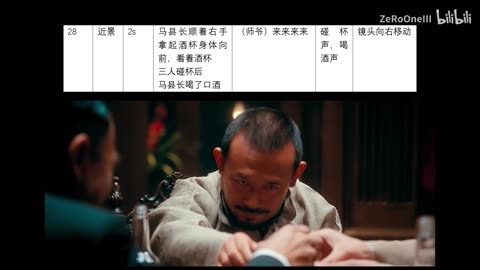 ZeRoOneIII bilibili
28 近景 2s 马县长顺着右手 （师爷）来来来来 碰杯 镜头向右移动
拿起酒杯身体向 声，喝
前，看着酒杯 酒声
三人碰杯后
马县长喝了口酒